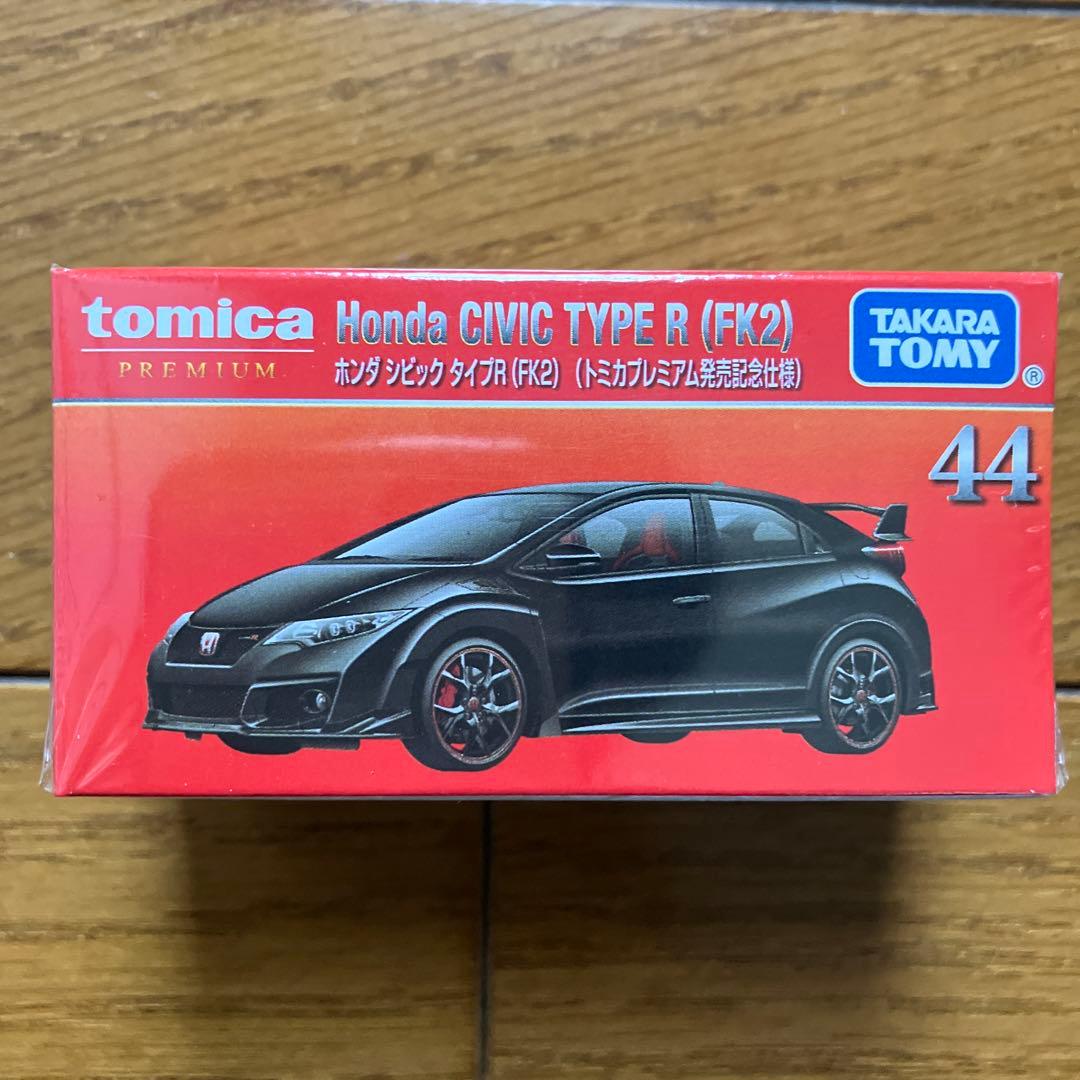 tomica
PREMIUM
Honda CIVIC TYPE R (FK2)
ホンダ シビック タイプR (FK2) (トミカプレミアム発売記念仕様)
TAKARA
TOMY
®
44